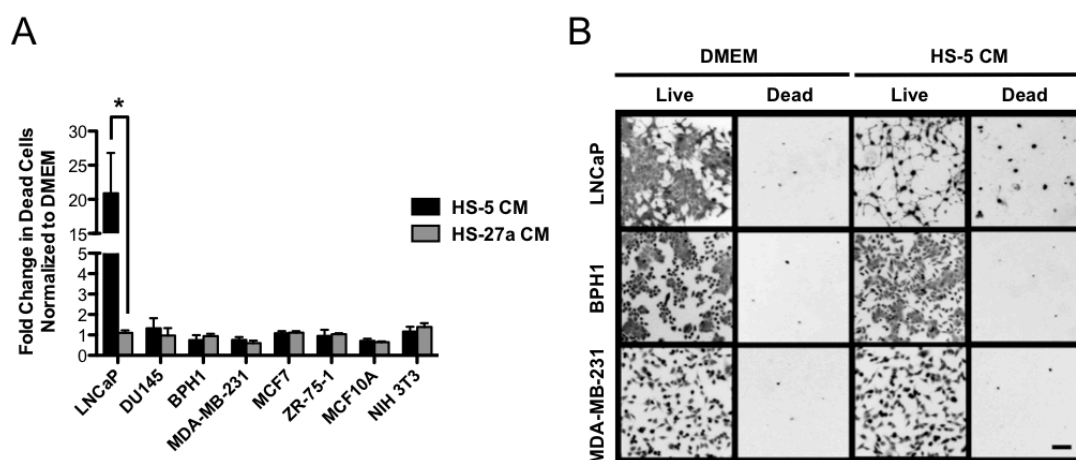 A
Fold Change in Dead Cells
Normalized to DMEM
30
25
20
15
5
4
3
2
1
0
*
HS-5 CM
HS-27a CM
LNCaP
DU145
BPH1
MDA-MB-231
MCF7
ZR-75-1
MCF10A
NIH 3T3
B
DMEM
HS-5 CM
Live
Dead
Live
Dead
LNCaP
BPH1
MDA-MB-231